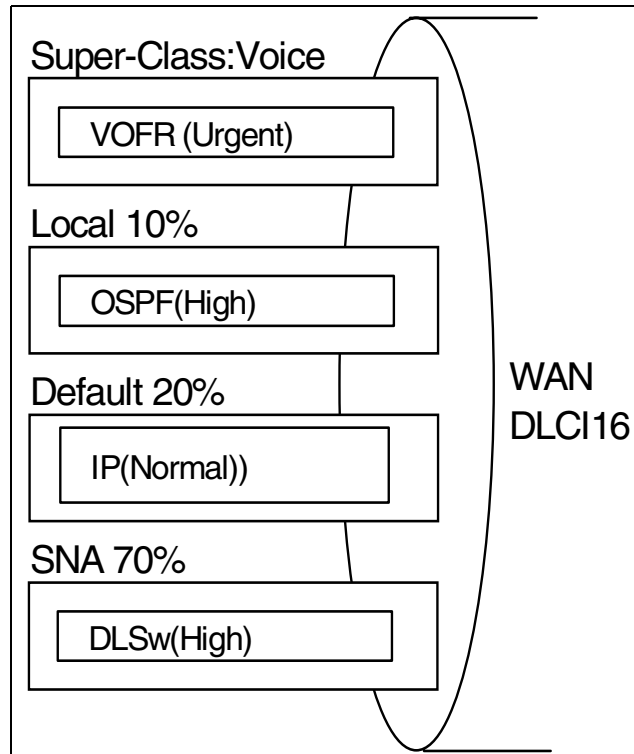 Super-Class:Voice
VOFR (Urgent)
Local 10%
OSPF(High)
Default 20%
IP(Normal))
SNA 70%
DLSw(High)
WAN
DLCI16